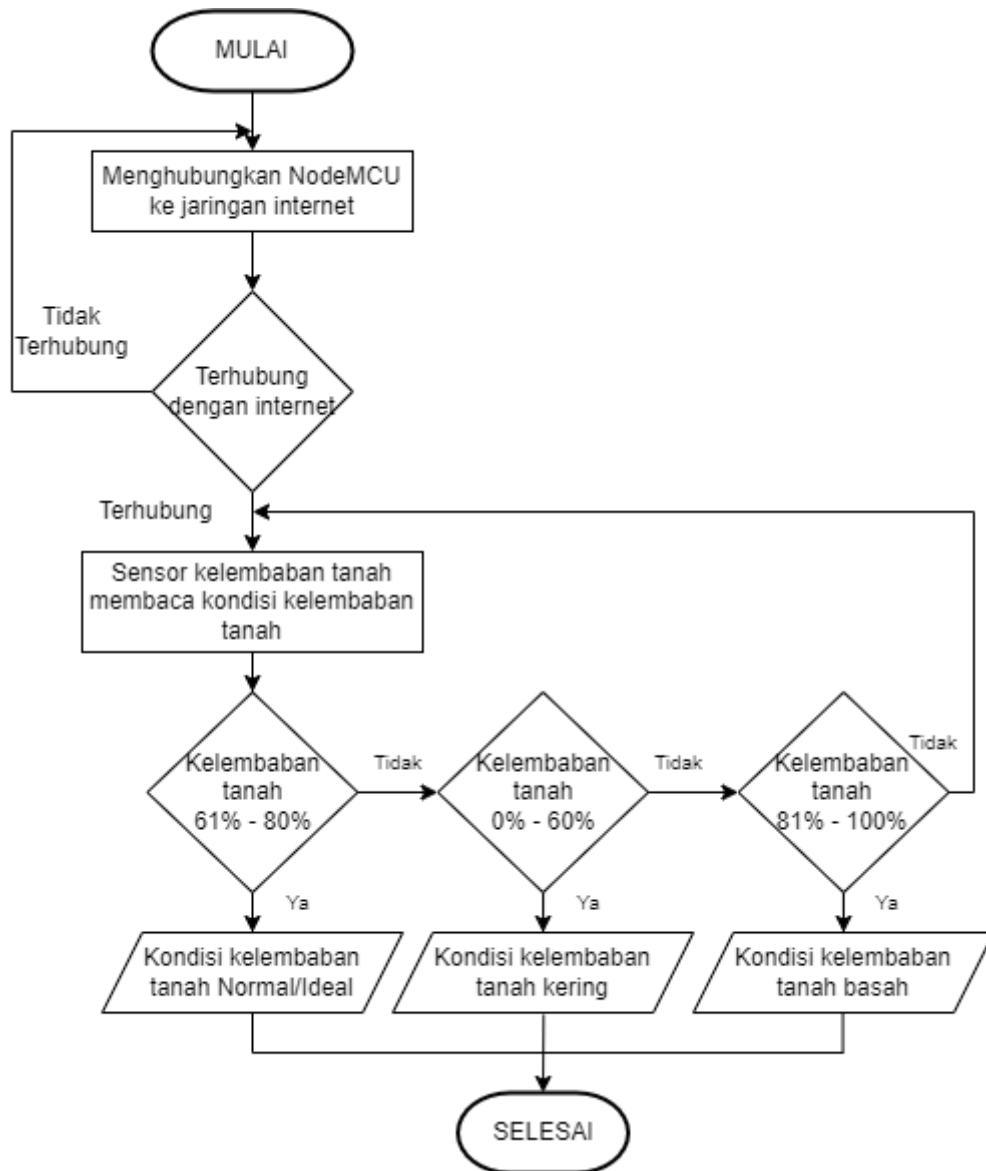 MULAI
Menghubungkan NodeMCU
ke jaringan internet
Tidak
Terhubung
Terhubung
dengan internet
Terhubung
Sensor kelembaban tanah
membaca kondisi kelembaban
tanah
Kelembaban
tanah
61% - 80%
Tidak
Kelembaban
tanah
0% - 60%
Tidak
Kelembaban
tanah
81% - 100%
Tidak
Ya
Ya
Ya
Kondisi kelembaban
tanah Normal/Ideal
Kondisi kelembaban
tanah kering
Kondisi kelembaban
tanah basah
SELESAI